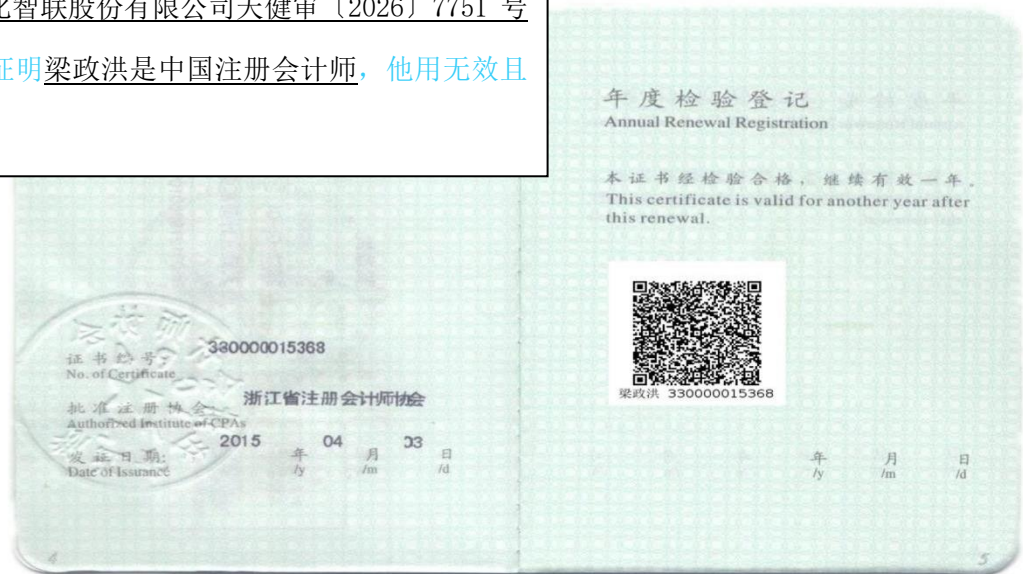 化智联股份有限公司天健审〔2026〕7751 号
证明梁政洪是中国注册会计师，他用无效且
年度检验登记
Annual Renewal Registration
本证书经检验合格，继续有效一年。
This certificate is valid for another year after
this renewal.
梁政洪 330000015368
年 月 日
/y /m /d
5
证书编号:
330000015368
No. of Certificate
批准注册协会:
浙江省注册会计师协会
Authorized Institute of CPAs
发证日期:
2015 年 04 月 03 日
Date of Issuance
/y /m /d
4